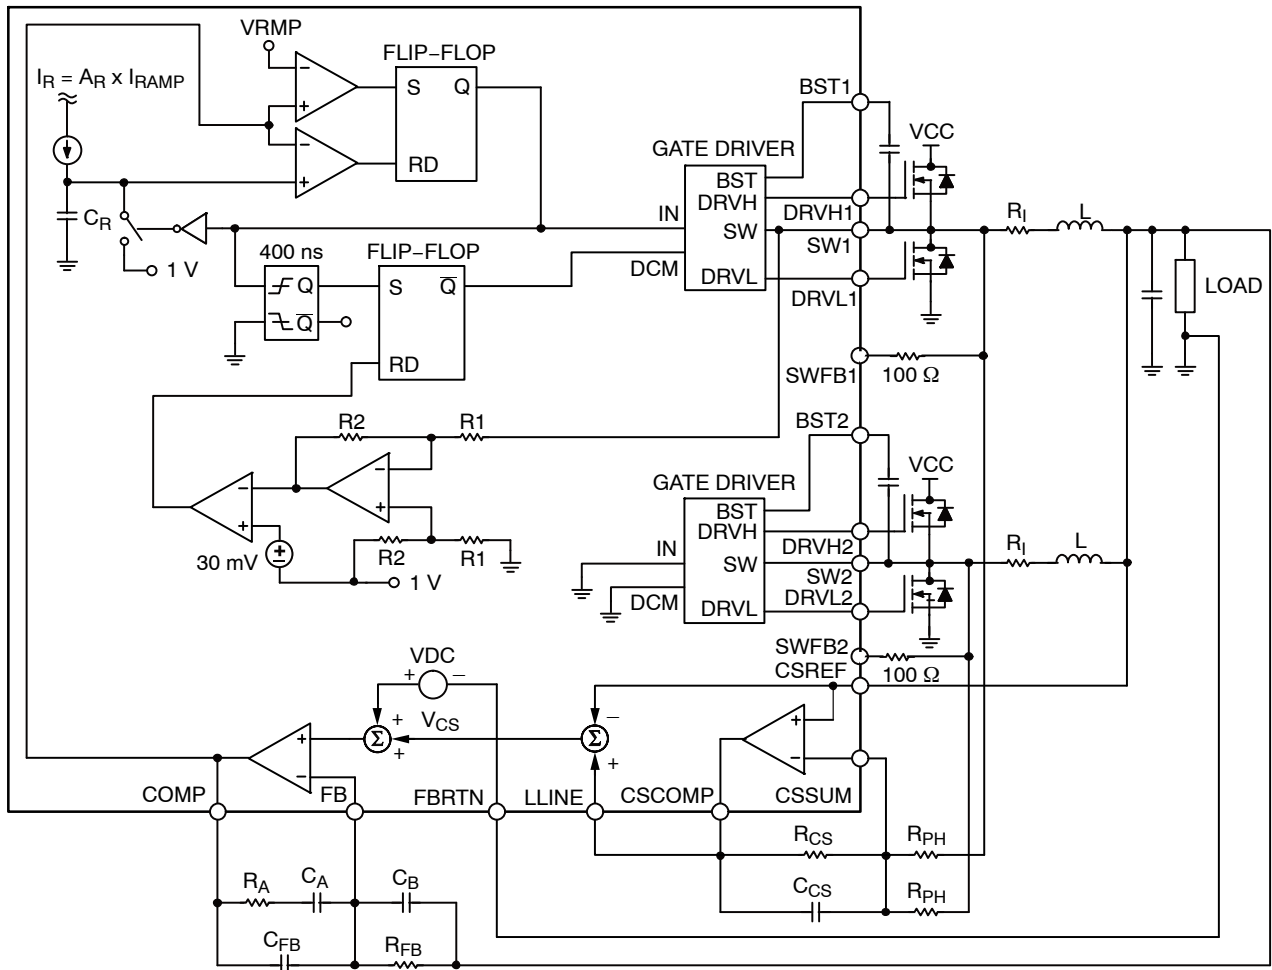 VRMP
FLIP–FLOP
I_R = A_R x I_RAMP
S
Q
RD
C_R
1 V
GATE DRIVER
BST
DRVH
SW
DRVL
IN
DCM
BST1
VCC
DRVH1
SW1
DRVL1
R_I
L
LOAD
400 ns
Q
Q̅
FLIP–FLOP
S
Q̅
RD
SWFB1
100 Ω
R2
R1
BST2
GATE DRIVER
BST
DRVH
SW
DRVL
IN
DCM
VCC
DRVH2
SW2
DRVL2
R_I
L
30 mV
R2
R1
1 V
SWFB2
100 Ω
CSREF
VDC
+
–
V_CS
+
+
Σ
Σ
–
+
+
–
COMP
FB
FBRTN
LLINE
CSCOMP
CSSUM
R_CS
R_PH
C_CS
R_PH
R_A
C_A
C_B
C_FB
R_FB